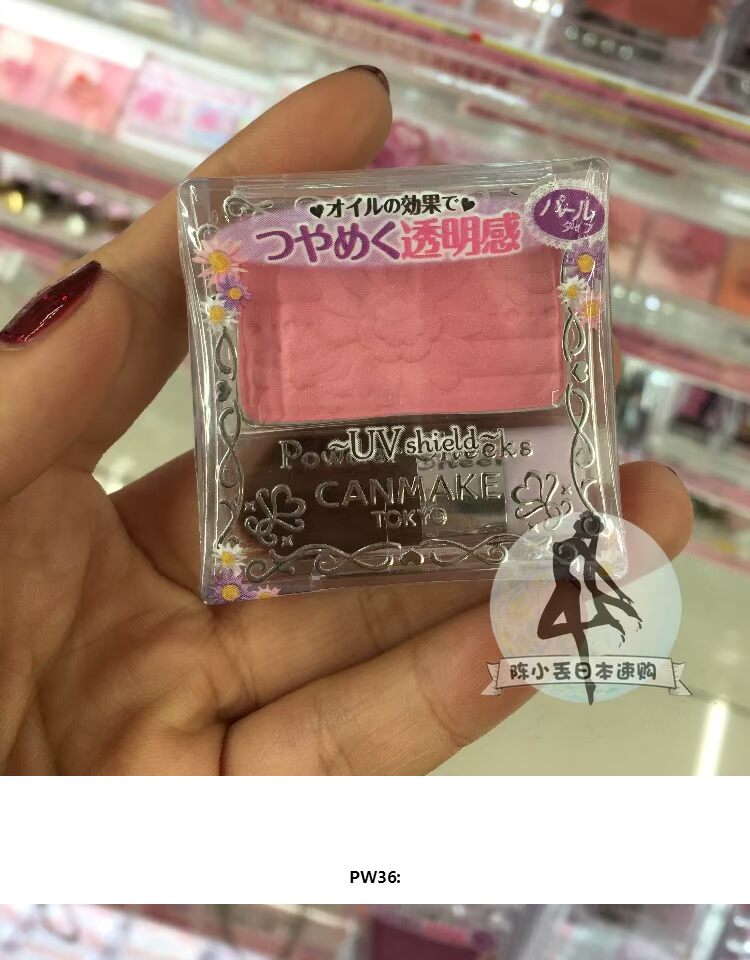 ♥オイルの効果で♥
つやめく透明感
パール
タイプ
Powder Cheeks
~UV shield~
CANMAKE
TOKYO
陈小丢日本速购
PW36: